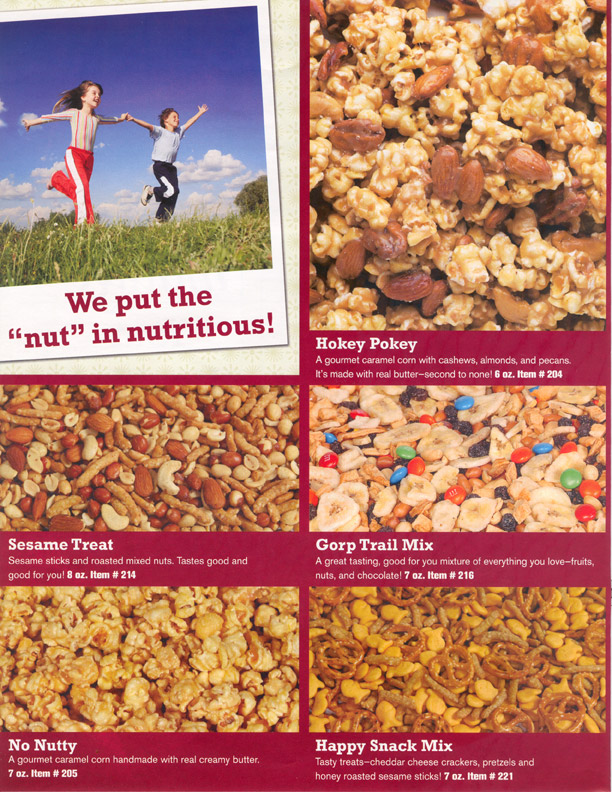 We put the
“nut” in nutritious!
Hokey Pokey
A gourmet caramel corn with cashews, almonds, and pecans.
It’s made with real butter–second to none! 6 oz. Item # 204
Sesame Treat
Sesame sticks and roasted mixed nuts. Tastes good and
good for you! 8 oz. Item # 214
Gorp Trail Mix
A great tasting, good for you mixture of everything you love–fruits,
nuts, and chocolate! 7 oz. Item # 216
No Nutty
A gourmet caramel corn handmade with real creamy butter.
7 oz. Item # 205
Happy Snack Mix
Tasty treats–cheddar cheese crackers, pretzels and
honey roasted sesame sticks! 7 oz. Item # 221